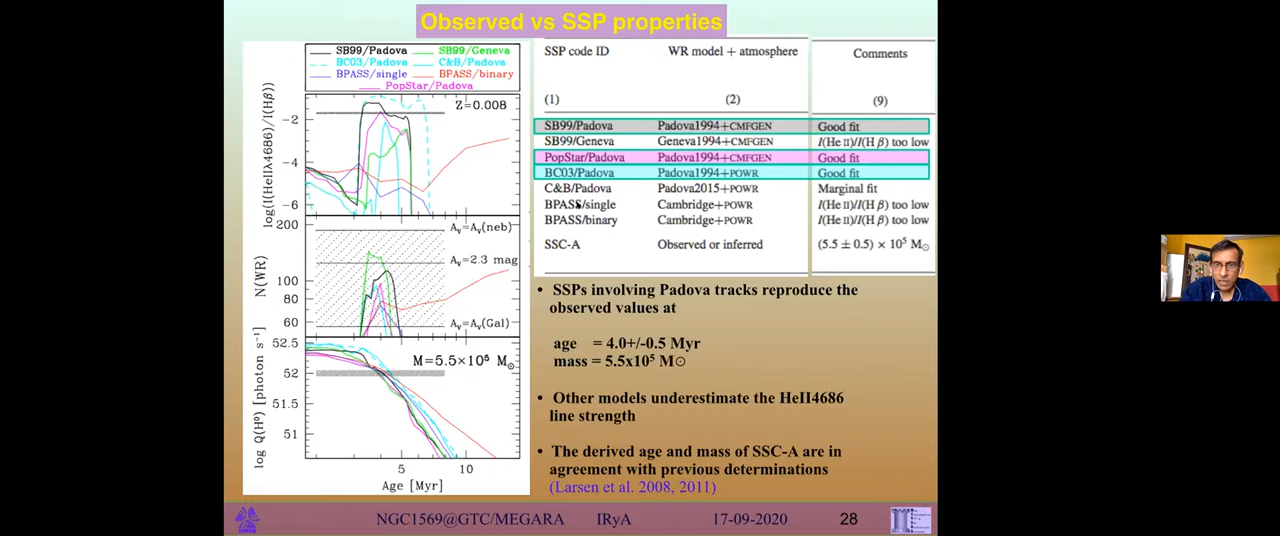 Observed vs SSP properties
SB99/Padova
SB99/Geneva
BC03/Padova
C&B/Padova
BPASS/single
BPASS/binary
PopStar/Padova
Z=0.008
log(I(HeIIλ4686)/I(Hβ))
-2
-4
-6
200
100
80
60
N(WR)
A_V=A_V(neb)
A_V=2.3 mag
A_V=A_V(Gal)
52.5
52
51.5
51
log Q(H⁰) [photon s⁻¹]
M=5.5×10⁵ M⊙
5
10
Age [Myr]
SSP code ID WR model + atmosphere Comments
(1) (2) (9)
SB99/Padova Padova1994+CMFGEN Good fit
SB99/Geneva Geneva1994+CMFGEN I(He II)/I(H β) too low
PopStar/Padova Padova1994+CMFGEN Good fit
BC03/Padova Padova1994+POWR Good fit
C&B/Padova Padova2015+POWR Marginal fit
BPASS/single Cambridge+POWR I(He II)/I(H β) too low
BPASS/binary Cambridge+POWR I(He II)/I(H β) too low
SSC-A Observed or inferred (5.5 ± 0.5) × 10⁵ M⊙
• SSPs involving Padova tracks reproduce the
observed values at
age = 4.0+/-0.5 Myr
mass = 5.5x10⁵ M⊙
• Other models underestimate the HeII4686
line strength
• The derived age and mass of SSC-A are in
agreement with previous determinations
(Larsen et al. 2008, 2011)
NGC1569@GTC/MEGARA IRyA 17-09-2020 28